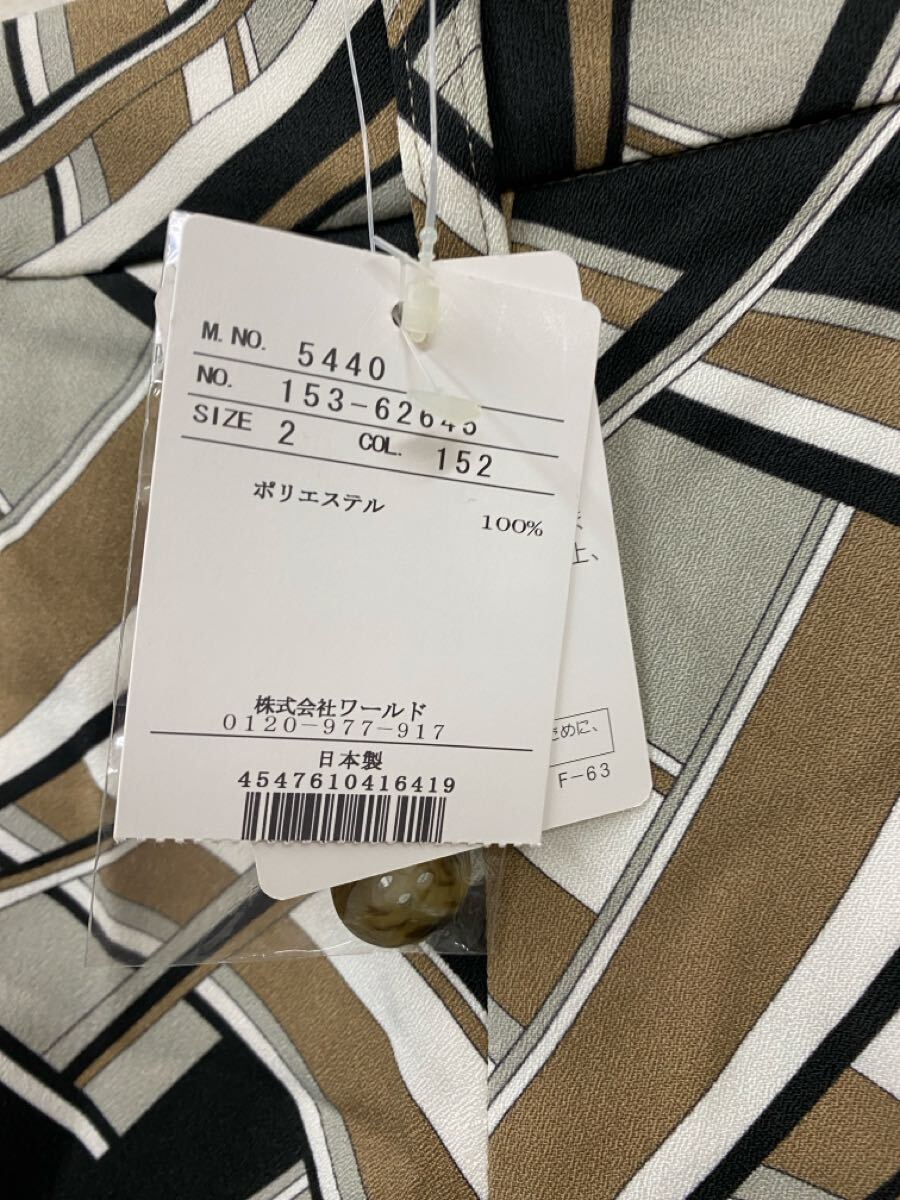 M. NO. 5440
NO. 153-62645
SIZE 2 COL. 152
ポリエステル 100%
株式会社ワールド
0120-977-917
日本製
4547610416419
上、
ために、
F-63